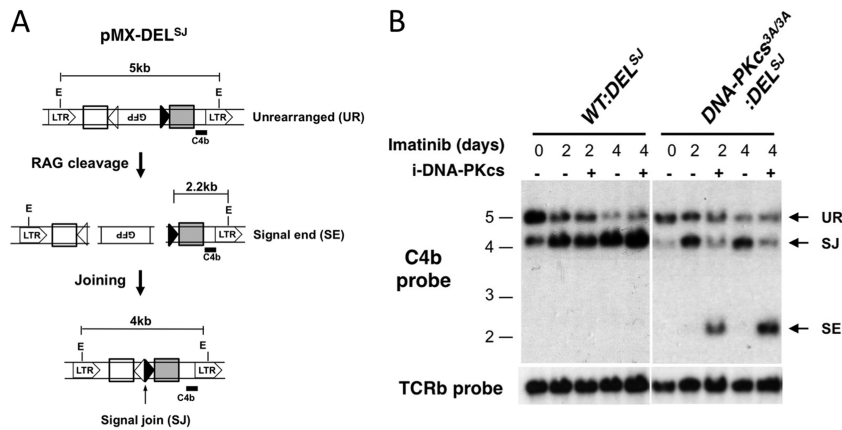 A
pMX-DEL^SJ
5kb
E E
LTR GFP LTR
Unrearranged (UR)
C4b
RAG cleavage
2.2kb
E E
LTR GFP LTR
Signal end (SE)
C4b
Joining
4kb
E E
LTR LTR
C4b
Signal join (SJ)
B
WT:DEL^SJ
DNA-PKcs^3A/3A
:DEL^SJ
Imatinib (days) 0 2 2 4 4 0 2 2 4 4
i-DNA-PKcs - - + - + - - + - +
5 UR
4 SJ
C4b
probe
3
2 SE
TCRb probe